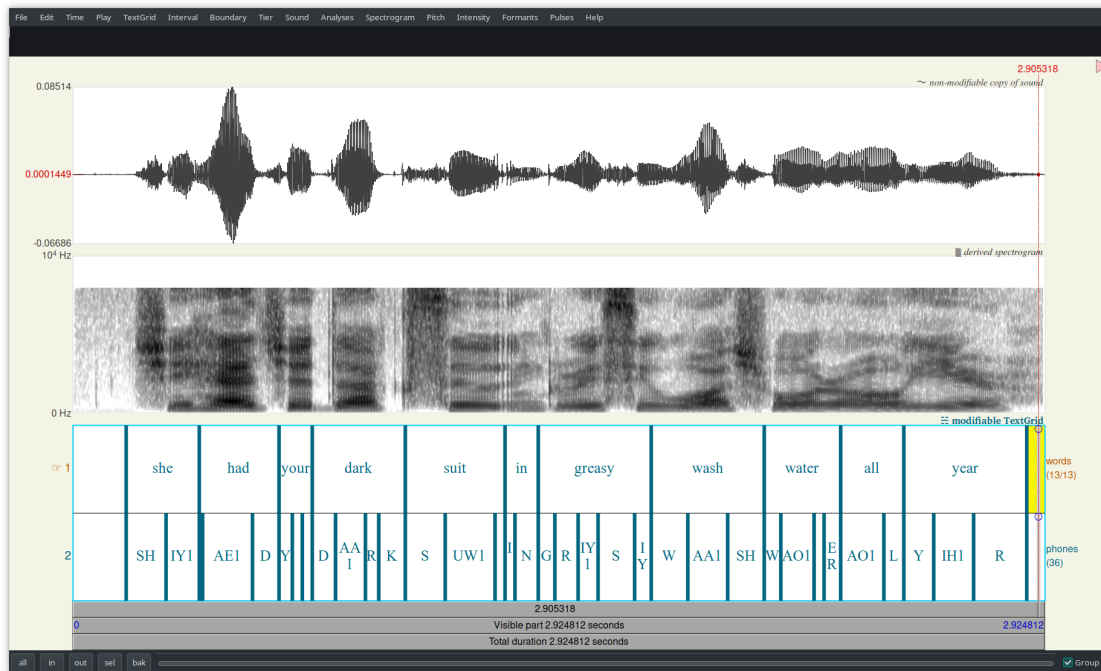 File Edit Time Play TextGrid Interval Boundary Tier Sound Analyses Spectrogram Pitch Intensity Formants Pulses Help
2.905318
~ non-modifiable copy of sound
0.08514
0.0001449
-0.06686
10⁴ Hz
derived spectrogram
0 Hz
modifiable TextGrid
☞ 1 she had your dark suit in greasy wash water all year words (13/13)
2 SH IY1 AE1 D Y D AA1 R K S UW1 I N G R IY1 S IY W AA1 SH W AO1 ER AO1 L Y IH1 R phones (36)
2.905318
0 Visible part 2.924812 seconds 2.924812
Total duration 2.924812 seconds
all in out sel bak Group